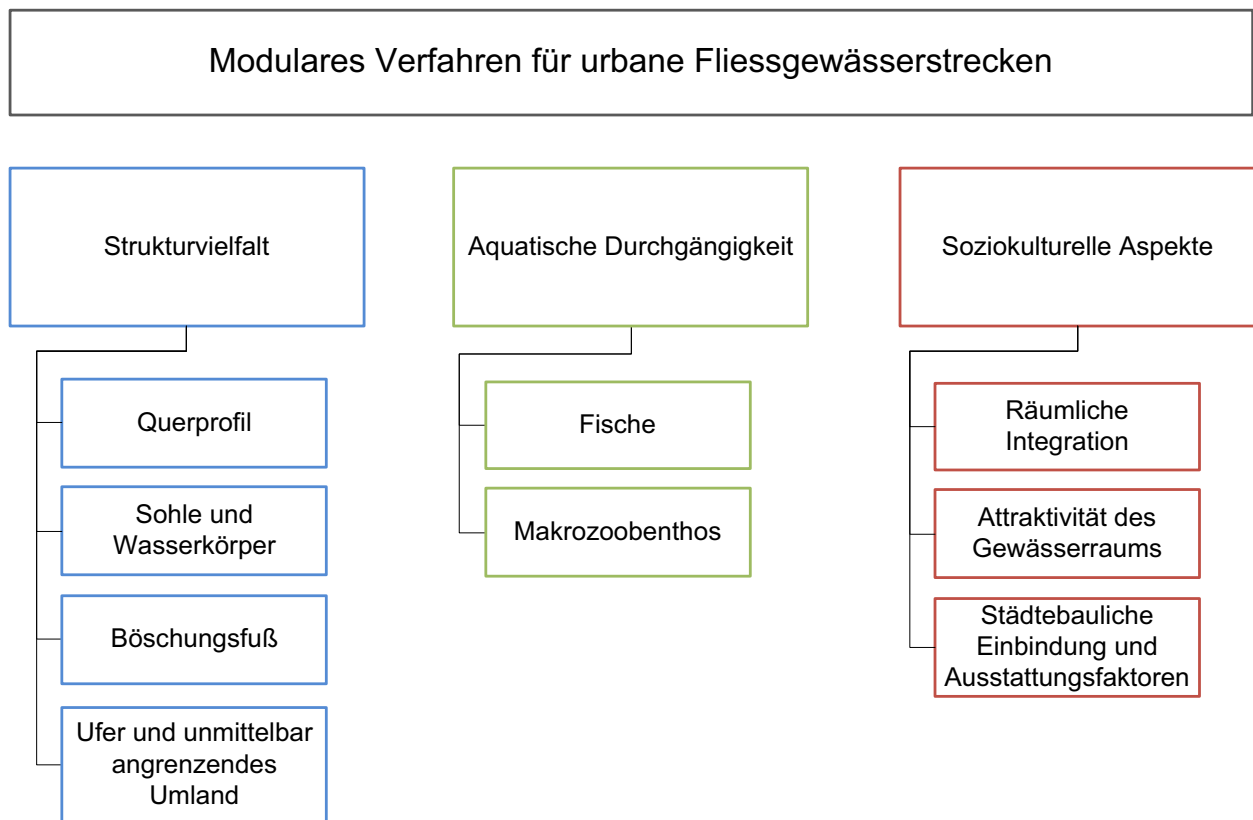 Modulares Verfahren für urbane Fliessgewässerstrecken
Strukturvielfalt
Querprofil
Sohle und
Wasserkörper
Böschungsfuß
Ufer und unmittelbar
angrenzendes
Umland
Aquatische Durchgängigkeit
Fische
Makrozoobenthos
Soziokulturelle Aspekte
Räumliche
Integration
Attraktivität des
Gewässerraums
Städtebauliche
Einbindung und
Ausstattungsfaktoren